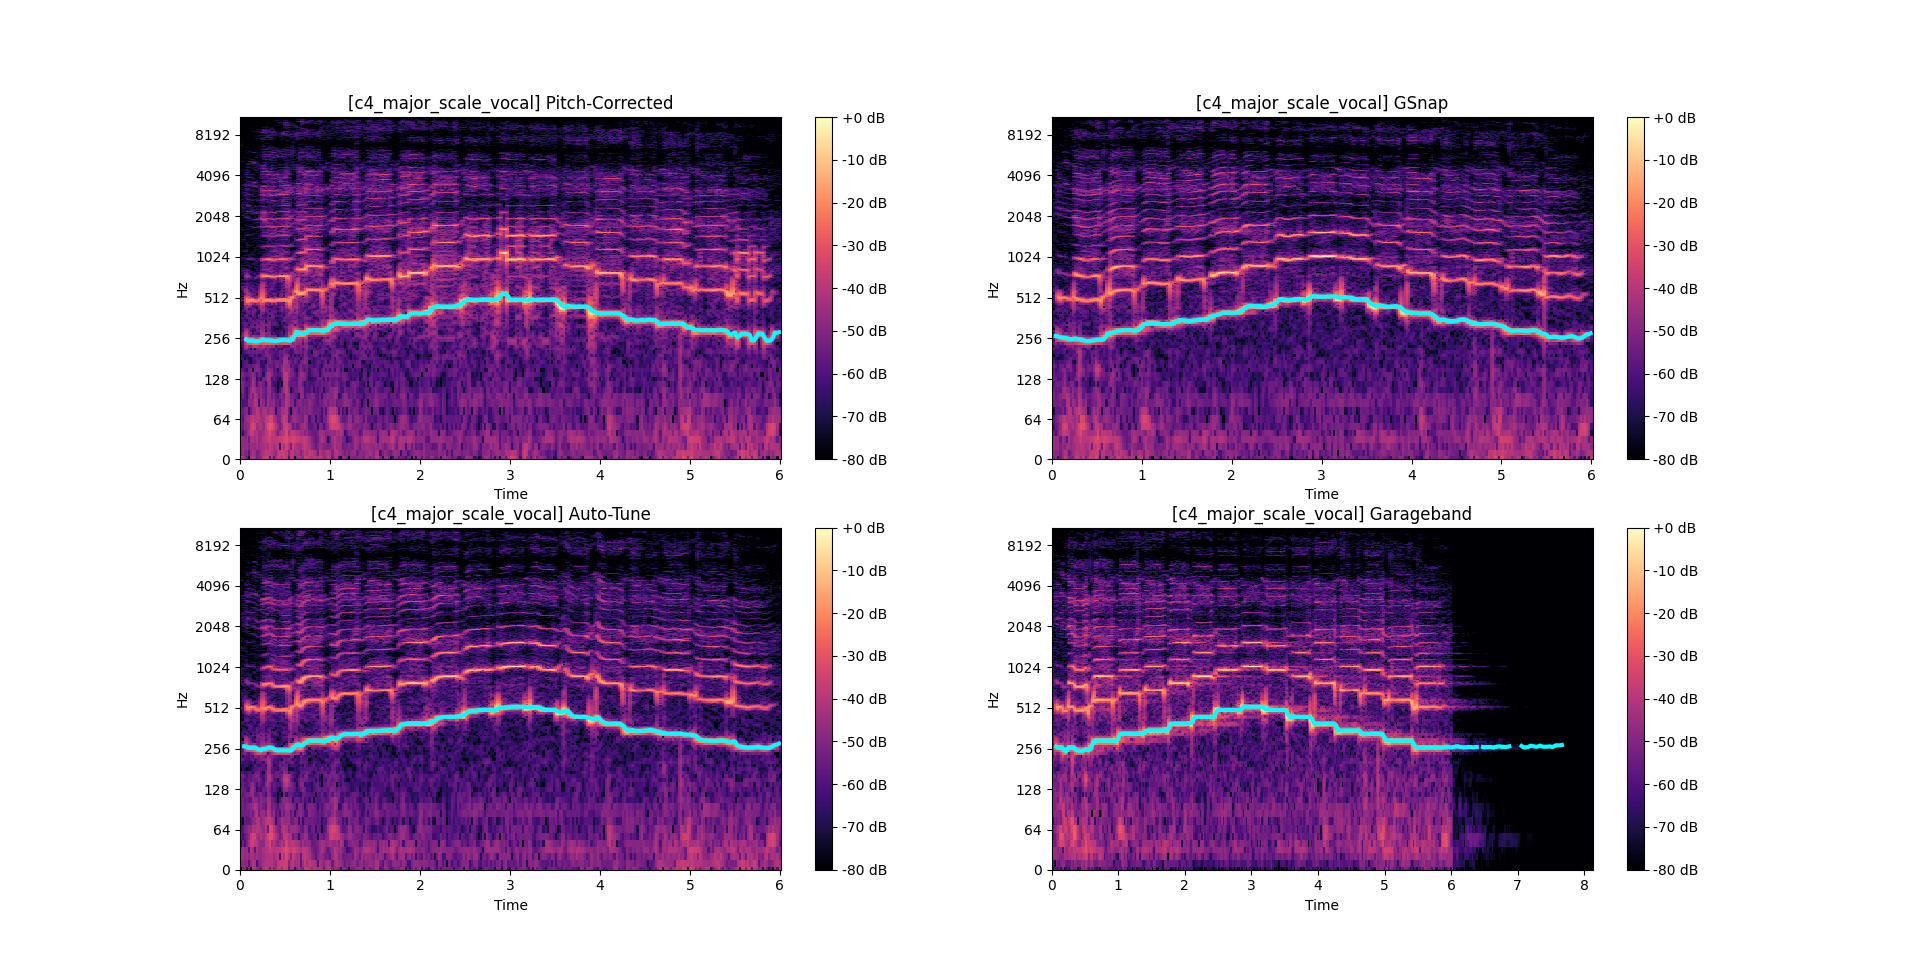 [c4_major_scale_vocal] Pitch-Corrected
8192
4096
2048
1024
512
256
128
64
0
Hz
0 1 2 3 4 5 6
Time
+0 dB
-10 dB
-20 dB
-30 dB
-40 dB
-50 dB
-60 dB
-70 dB
-80 dB
[c4_major_scale_vocal] GSnap
8192
4096
2048
1024
512
256
128
64
0
Hz
0 1 2 3 4 5 6
Time
+0 dB
-10 dB
-20 dB
-30 dB
-40 dB
-50 dB
-60 dB
-70 dB
-80 dB
[c4_major_scale_vocal] Auto-Tune
8192
4096
2048
1024
512
256
128
64
0
Hz
0 1 2 3 4 5 6
Time
+0 dB
-10 dB
-20 dB
-30 dB
-40 dB
-50 dB
-60 dB
-70 dB
-80 dB
[c4_major_scale_vocal] Garageband
8192
4096
2048
1024
512
256
128
64
0
Hz
0 1 2 3 4 5 6 7 8
Time
+0 dB
-10 dB
-20 dB
-30 dB
-40 dB
-50 dB
-60 dB
-70 dB
-80 dB